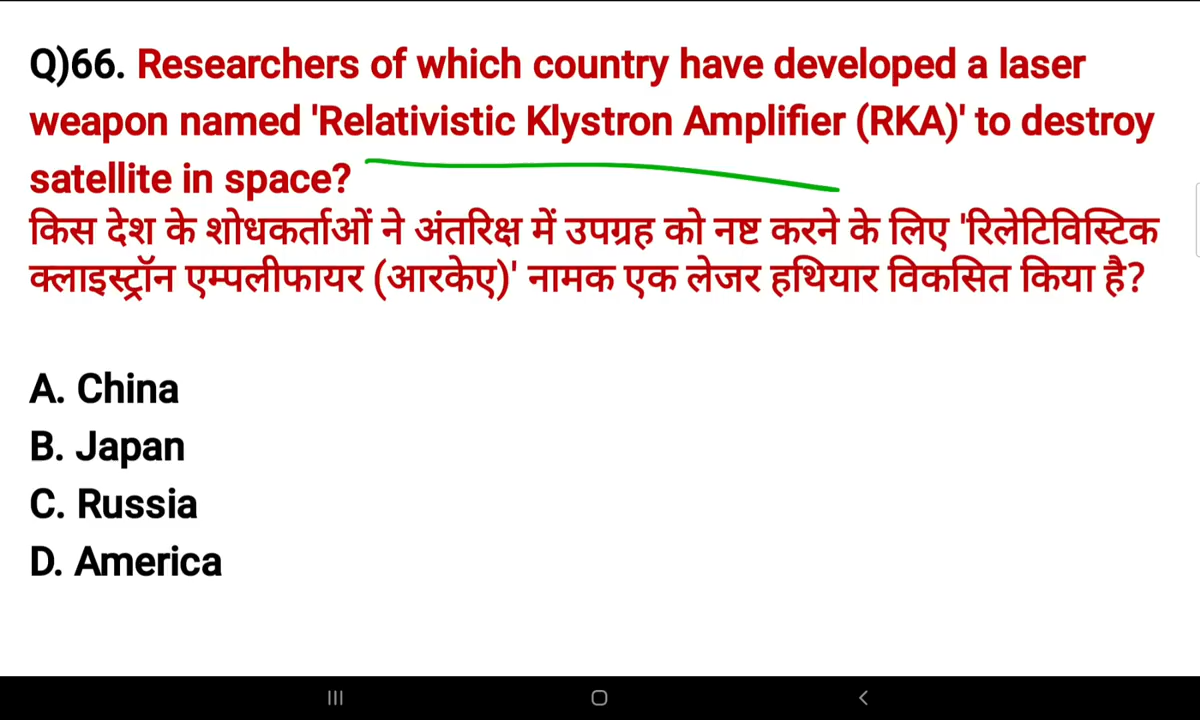 Q)66. Researchers of which country have developed a laser
weapon named 'Relativistic Klystron Amplifier (RKA)' to destroy
satellite in space?
किस देश के शोधकर्ताओं ने अंतरिक्ष में उपग्रह को नष्ट करने के लिए 'रिलेटिविस्टिक
क्लाइस्ट्रॉन एम्पलीफायर (आरकेए)' नामक एक लेजर हथियार विकसित किया है?
A. China
B. Japan
C. Russia
D. America